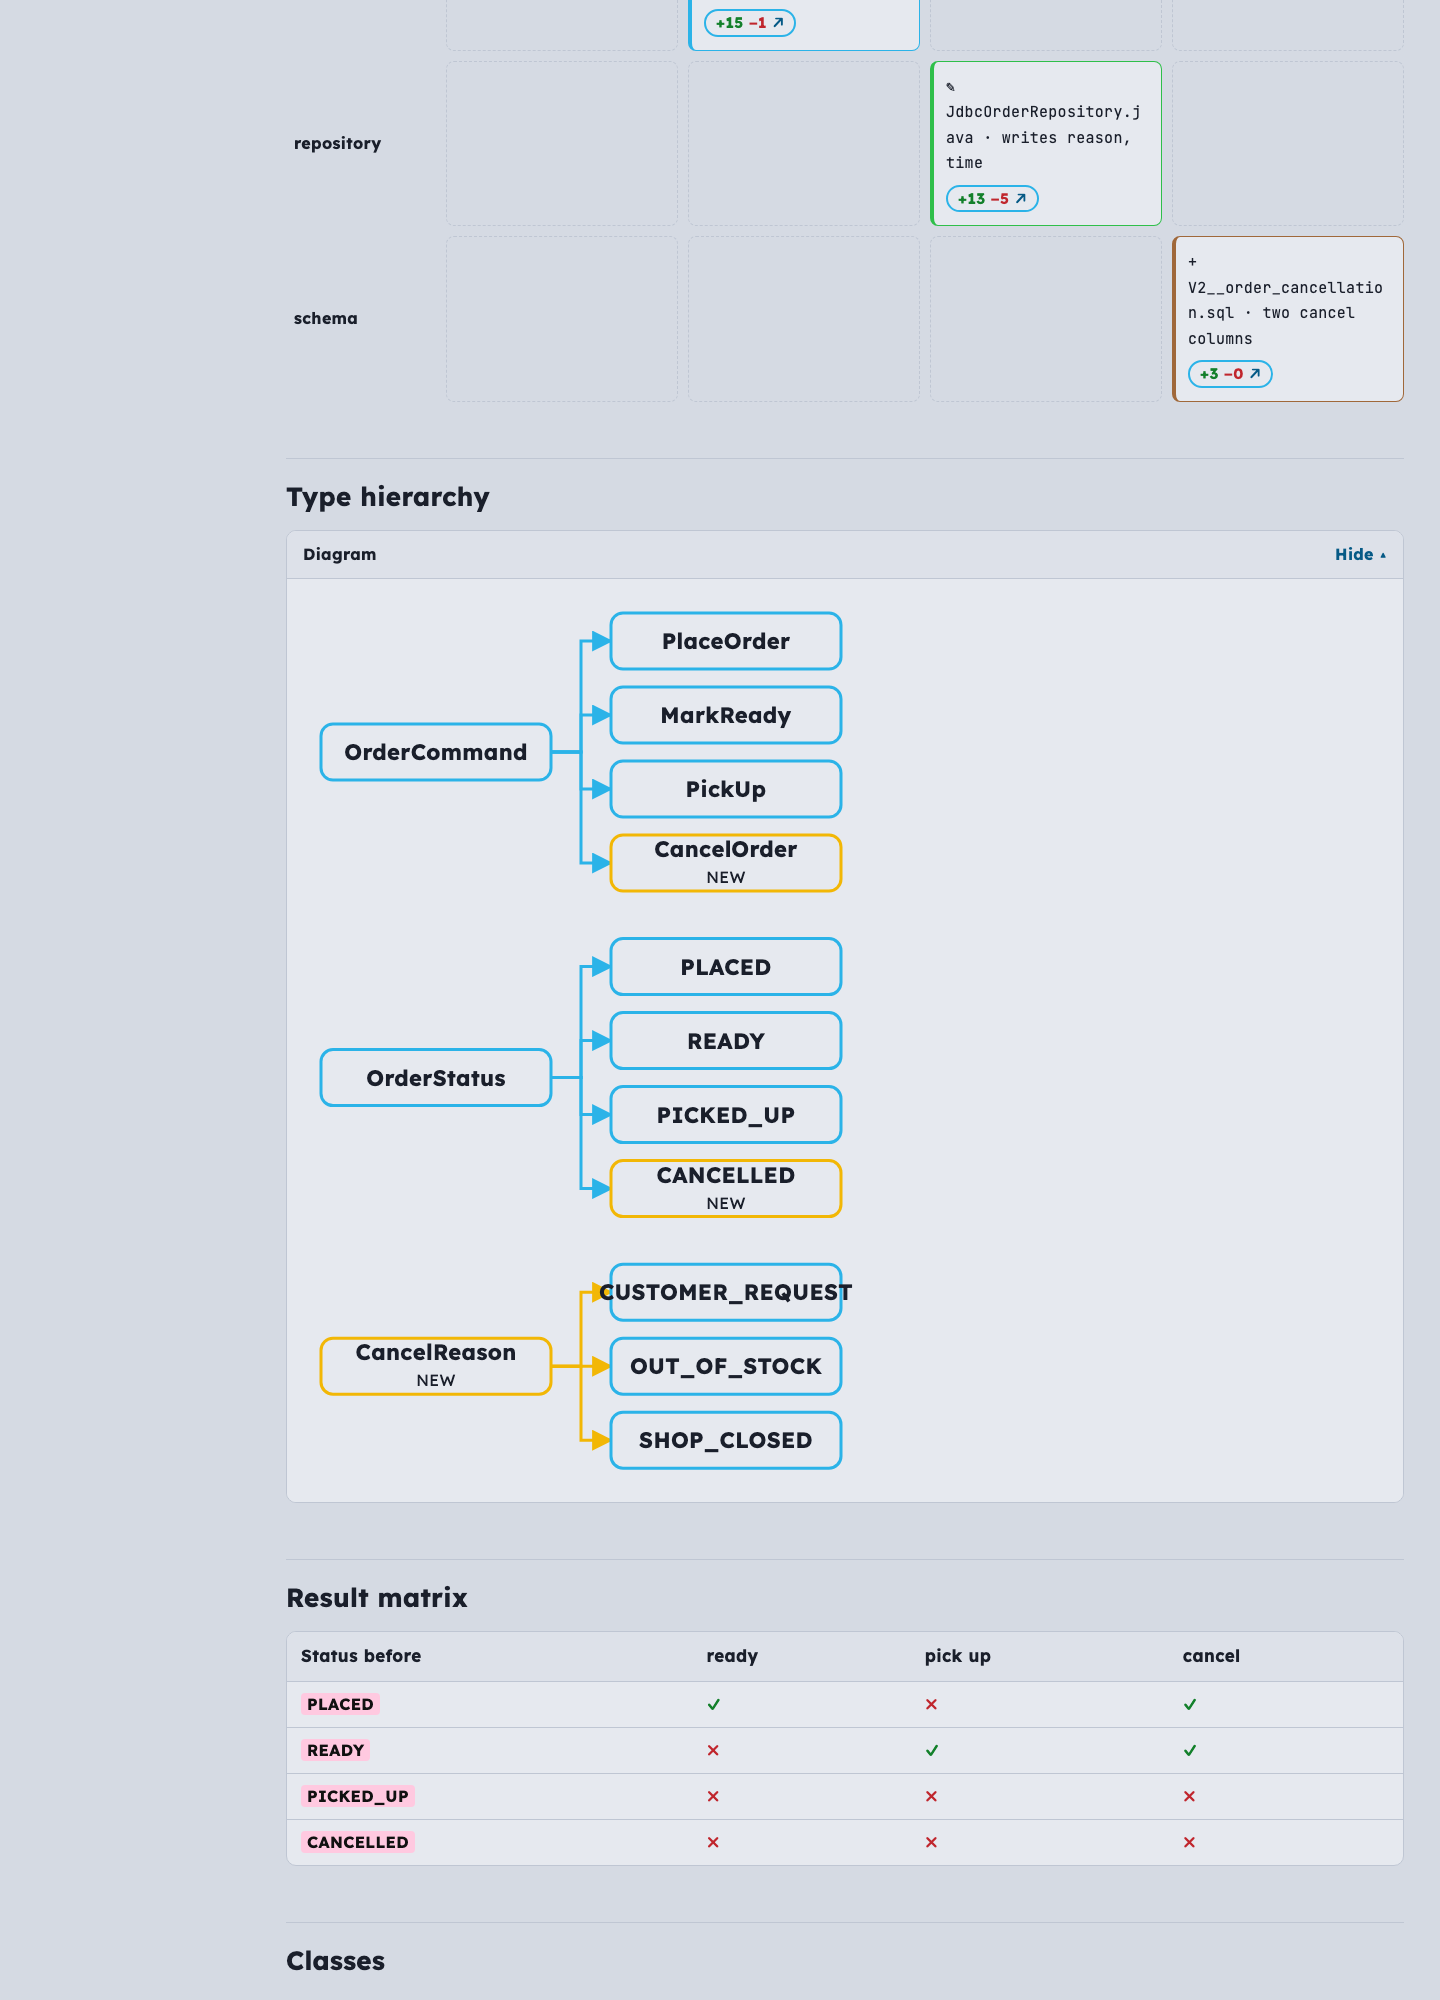 +15 −1 ↗
repository
✎
JdbcOrderRepository.j
ava · writes reason,
time
+13 −5 ↗
schema
+
V2__order_cancellatio
n.sql · two cancel
columns
+3 −0 ↗
Type hierarchy
Diagram
Hide ▴
PlaceOrder
MarkReady
OrderCommand
PickUp
CancelOrder
NEW
PLACED
READY
OrderStatus
PICKED_UP
CANCELLED
NEW
CUSTOMER_REQUEST
CancelReason
NEW
OUT_OF_STOCK
SHOP_CLOSED
Result matrix
Status before ready pick up cancel
PLACED ✓ ✕ ✓
READY ✕ ✓ ✓
PICKED_UP ✕ ✕ ✕
CANCELLED ✕ ✕ ✕
Classes